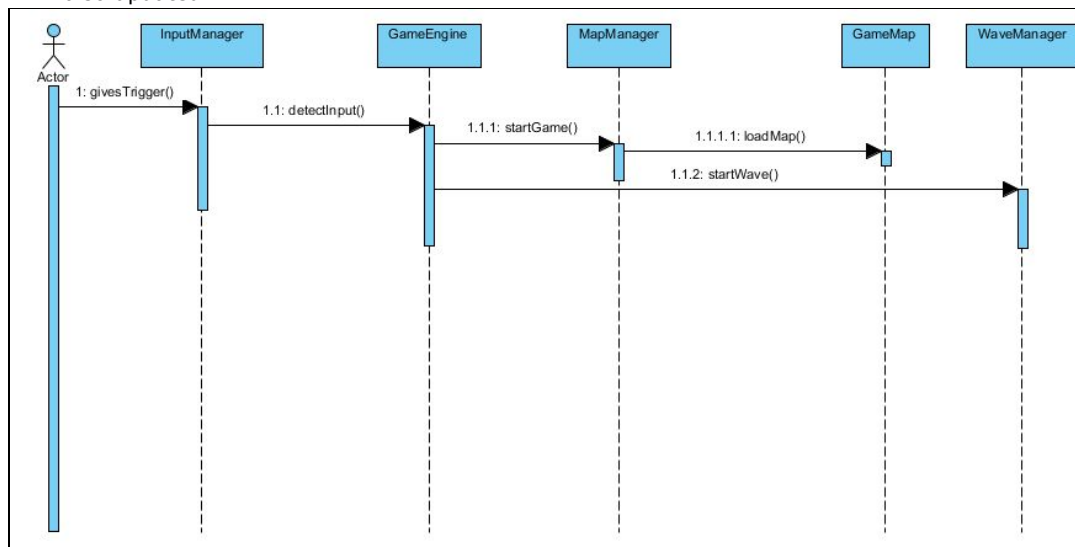 InputManager
GameEngine
MapManager
GameMap
WaveManager
Actor
1: givesTrigger()
1.1: detectInput()
1.1.1: startGame()
1.1.1.1: loadMap()
1.1.2: startWave()